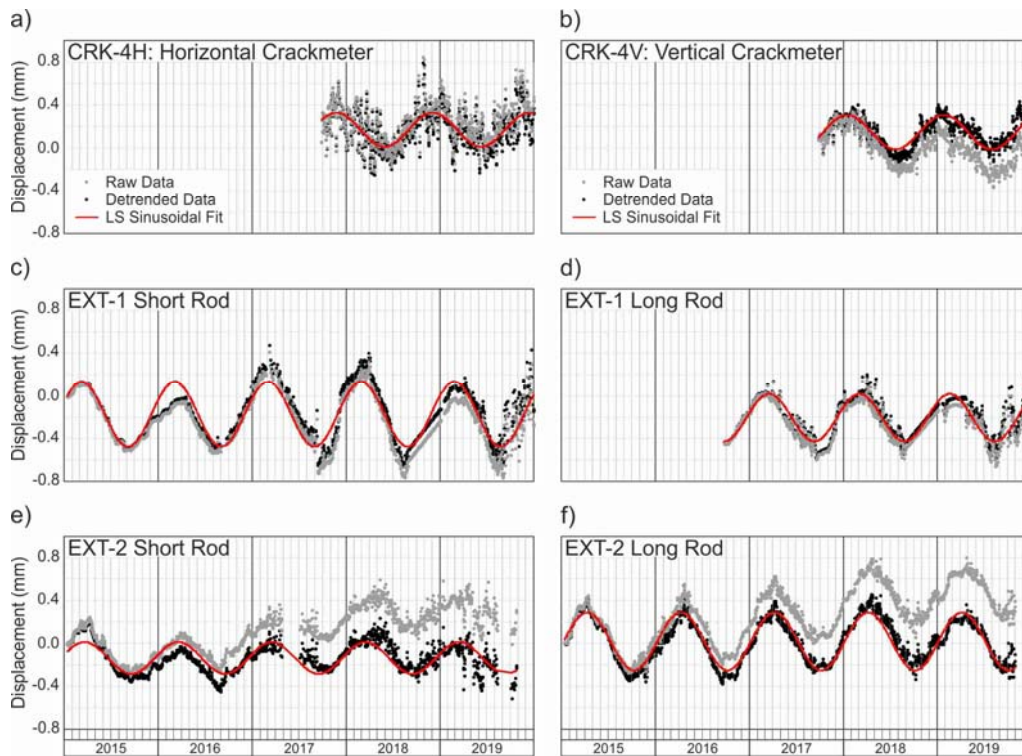 a)
b)
CRK-4H: Horizontal Crackmeter
CRK-4V: Vertical Crackmeter
Displacement (mm)
0.8
0.4
0.0
-0.4
-0.8
Raw Data
Detrended Data
LS Sinusoidal Fit
Raw Data
Detrended Data
LS Sinusoidal Fit
c)
d)
EXT-1 Short Rod
EXT-1 Long Rod
Displacement (mm)
0.8
0.4
0.0
-0.4
-0.8
e)
f)
EXT-2 Short Rod
EXT-2 Long Rod
Displacement (mm)
0.8
0.4
0.0
-0.4
-0.8
2015 2016 2017 2018 2019
2015 2016 2017 2018 2019